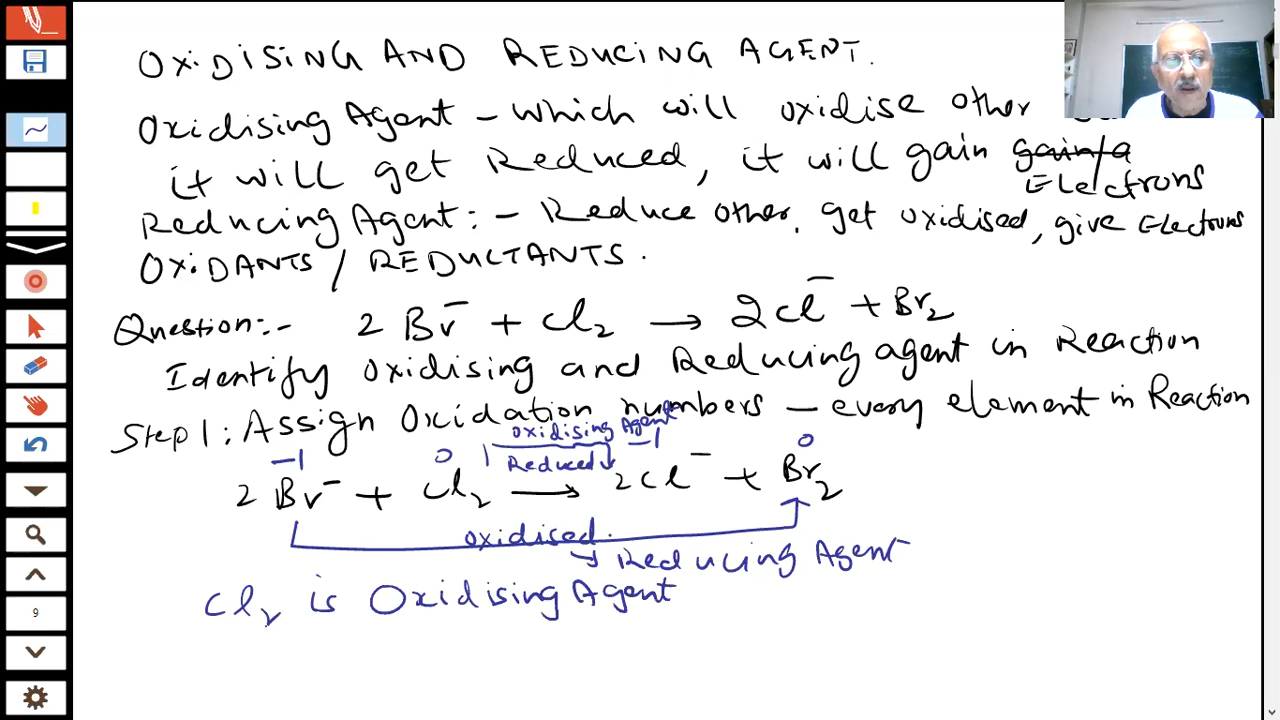 OXIDISING AND REDUCING AGENT.
Oxidising Agent - which will oxidise other
it will get Reduced, it will gain gain/a
Electrons
Reducing Agent: - Reduce other, get oxidised, give Electrons
OXIDANTS / REDUCTANTS.
Question:- 2 Br⁻ + Cl₂ → 2Cl⁻ + Br₂
Identify oxidising and Reducing agent in Reaction
Step 1: Assign Oxidation numbers - every element in Reaction
oxidising Agent
-1 0 Reduced -1 0
2 Br⁻ + Cl₂ → 2Cl⁻ + Br₂
oxidised.
→ Reducing Agent
Cl₂ is Oxidising Agent
9